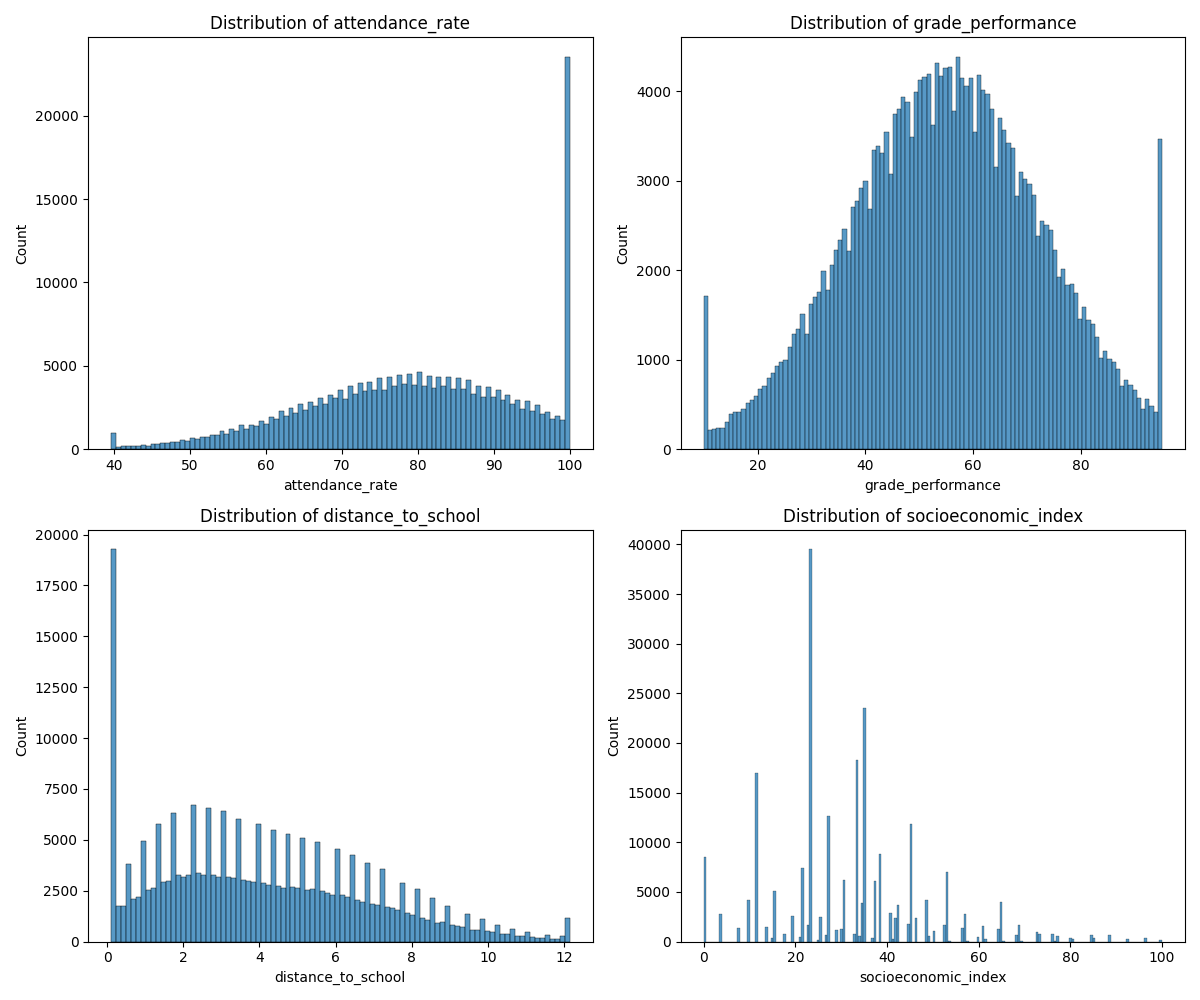 Distribution of attendance_rate
Count
20000
15000
10000
5000
0
40 50 60 70 80 90 100
attendance_rate
Distribution of grade_performance
Count
4000
3000
2000
1000
0
20 40 60 80
grade_performance
Distribution of distance_to_school
Count
20000
17500
15000
12500
10000
7500
5000
2500
0
0 2 4 6 8 10 12
distance_to_school
Distribution of socioeconomic_index
Count
40000
35000
30000
25000
20000
15000
10000
5000
0
0 20 40 60 80 100
socioeconomic_index